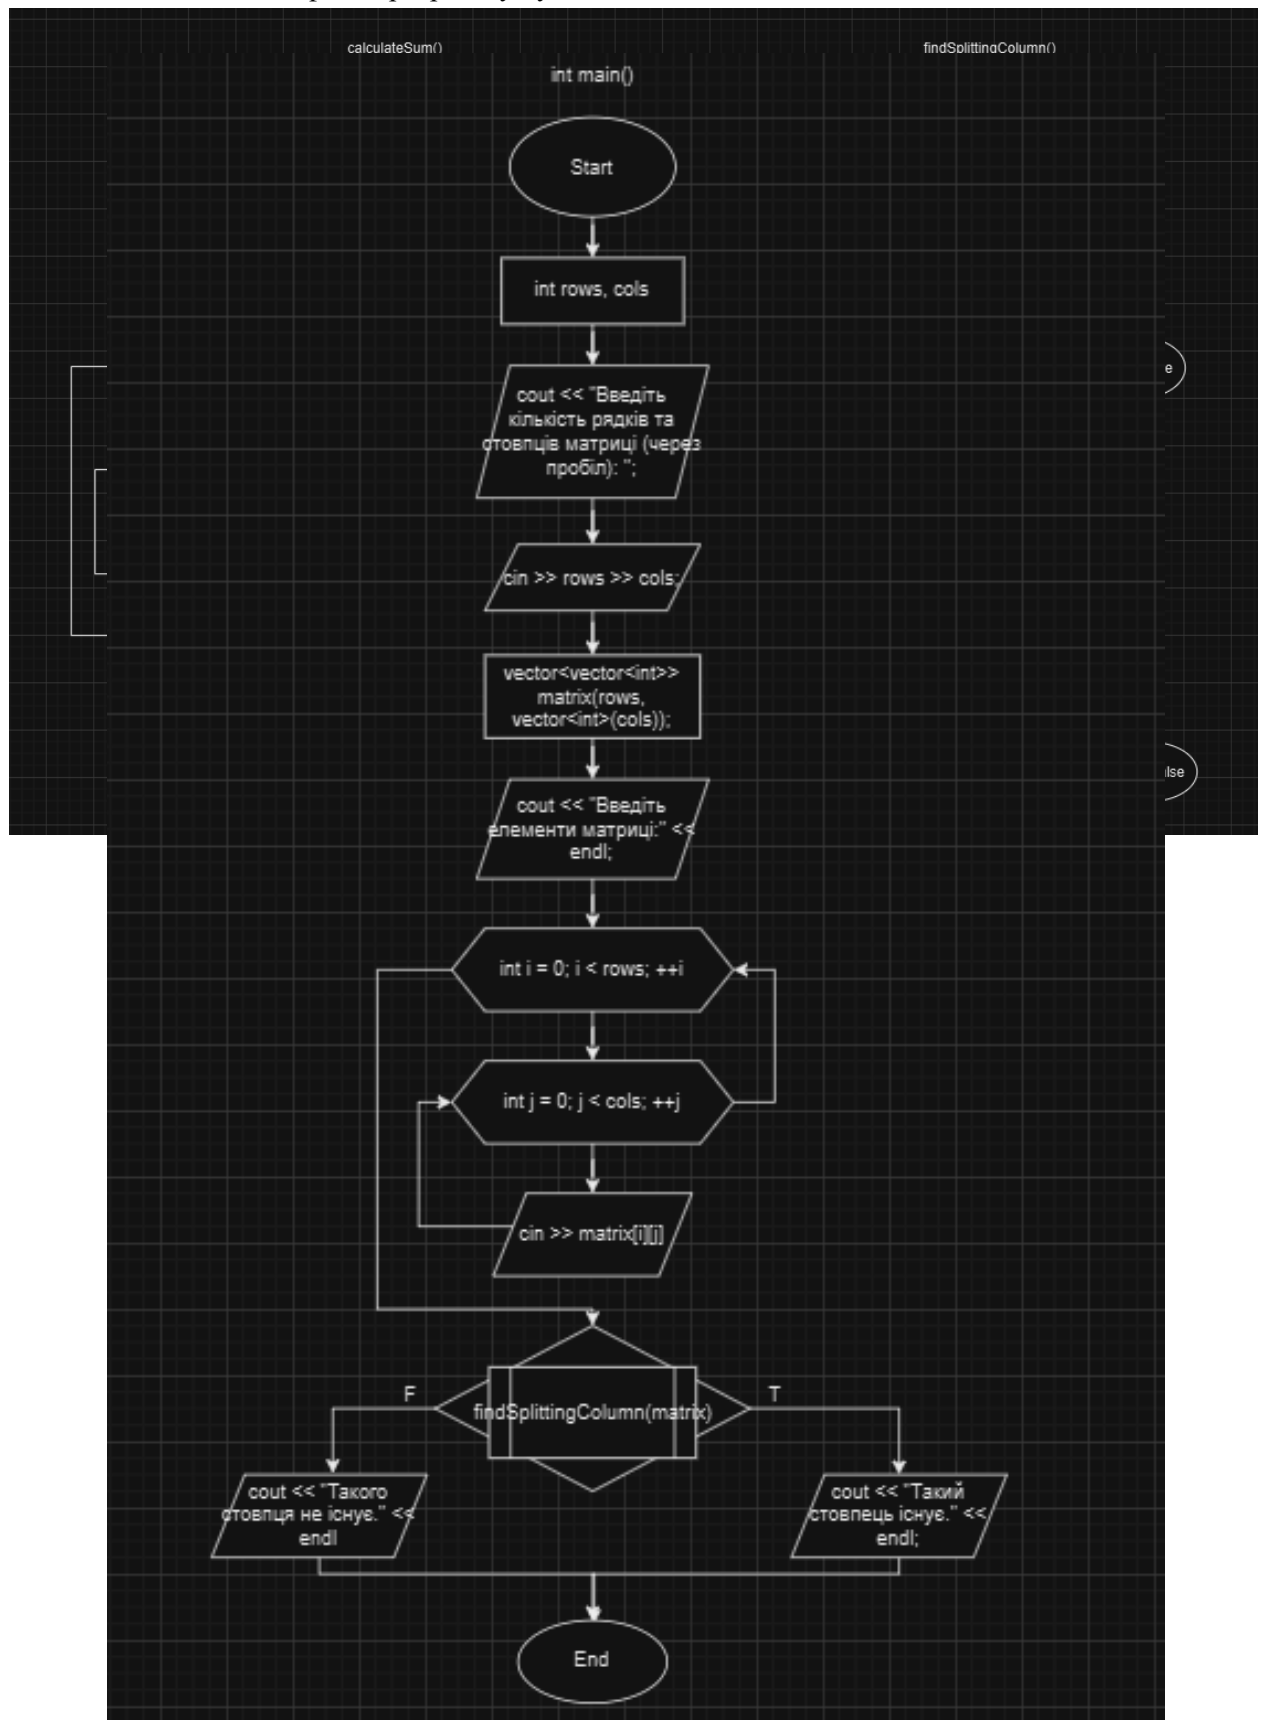 calculateSum()
findSplittingColumn()
int main()
Start
int rows, cols
cout << "Введіть
кількість рядків та
стовпців матриці (через
пробіл): ";
cin >> rows >> cols;
vector<vector<int>>
matrix(rows,
vector<int>(cols));
cout << "Введіть
елементи матриці:" <<
endl;
int i = 0; i < rows; ++i
int j = 0; j < cols; ++j
cin >> matrix[i][j]
F
T
findSplittingColumn(matrix)
cout << "Такого
стовпця не існує." <<
endl
cout << "Такий
стовпець існує." <<
endl;
End